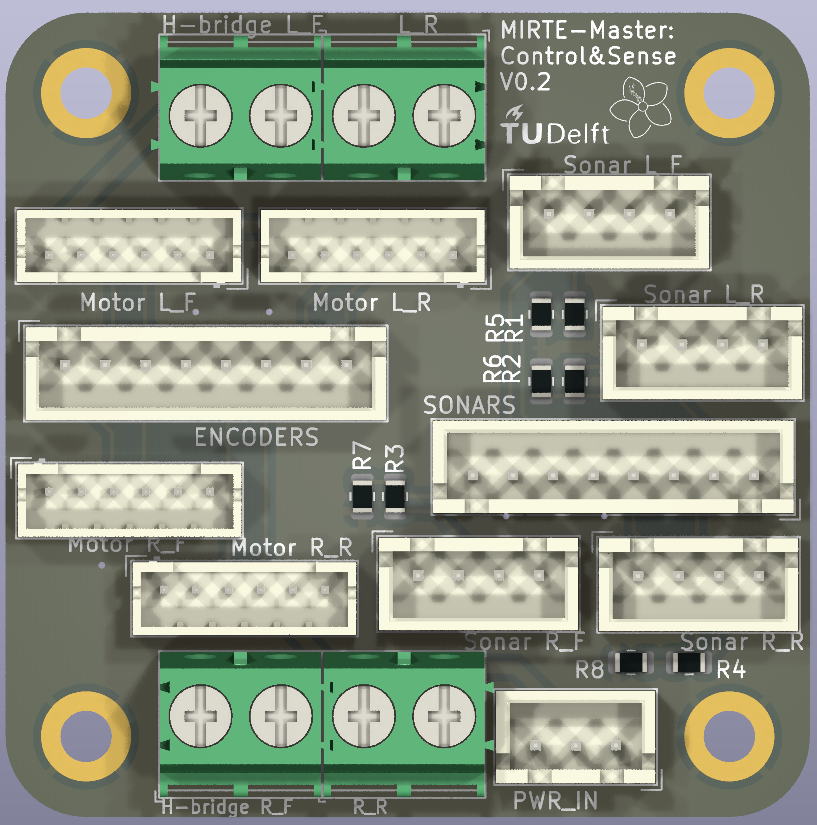 H-bridge L_F
L_R
MIRTE-Master:
Control&Sense
V0.2
TUDelft
Sonar L_F
Motor L_F
Motor L_R
Sonar L_R
R5
R1
R6
R2
SONARS
ENCODERS
R7
R3
Motor R_F
Motor R_R
Sonar R_F
Sonar R_R
R8
R4
PWR_IN
H-bridge R_F
R_R